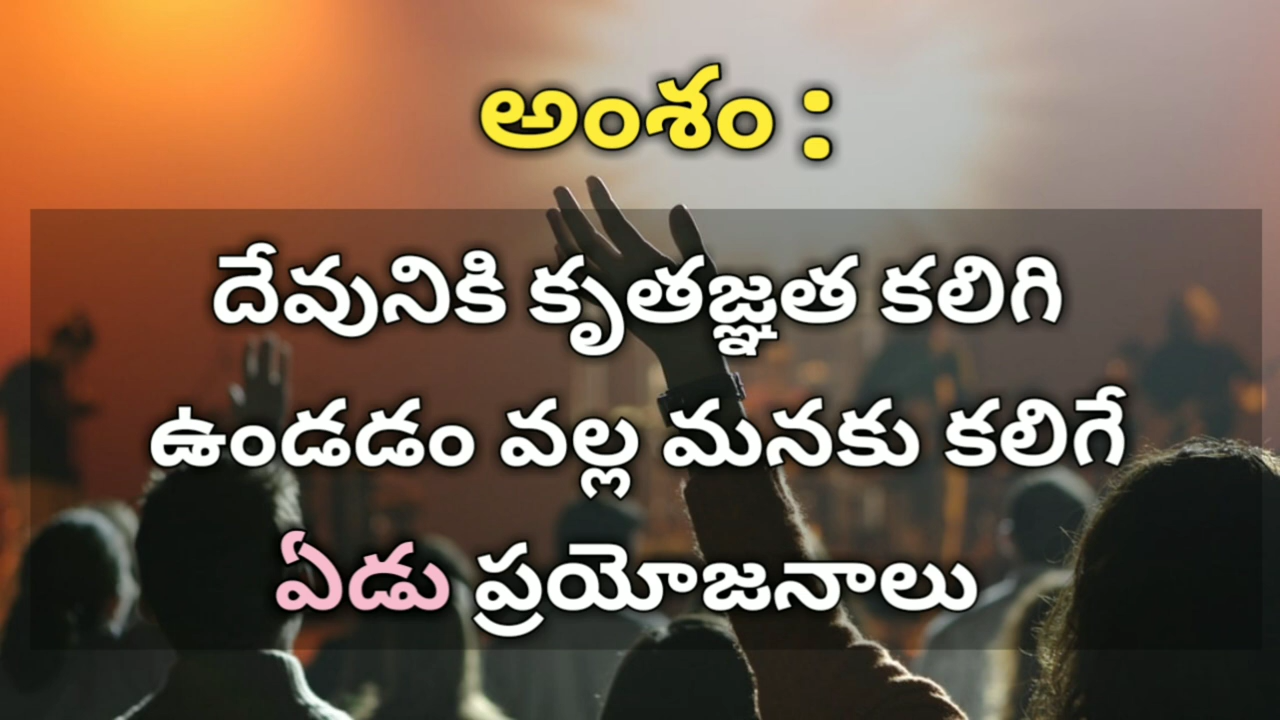 అంశం :
దేవునికి కృతజ్ఞత కలిగి
ఉండడం వల్ల మనకు కలిగే
ఏడు ప్రయోజనాలు